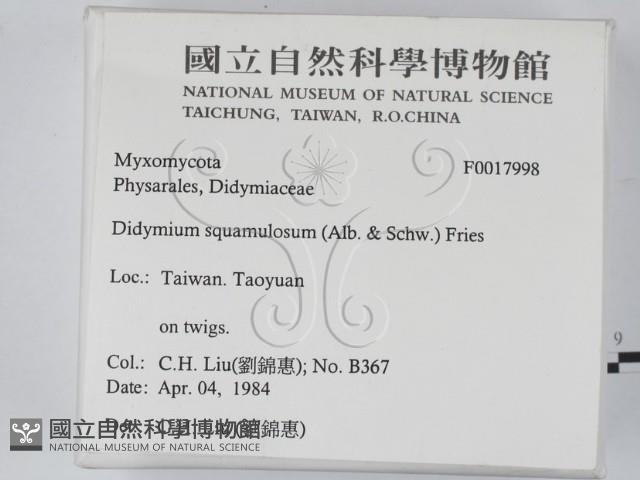 國立自然科學博物館
NATIONAL MUSEUM OF NATURAL SCIENCE
TAICHUNG, TAIWAN, R.O.CHINA
Myxomycota F0017998
Physarales, Didymiaceae
Didymium squamulosum (Alb. & Schw.) Fries
Loc.: Taiwan. Taoyuan
on twigs.
Col.: C.H. Liu(劉錦惠); No. B367
Date: Apr. 04, 1984
錦惠)
國立自然科學博物館
NATIONAL MUSEUM OF NATURAL SCIENCE
9